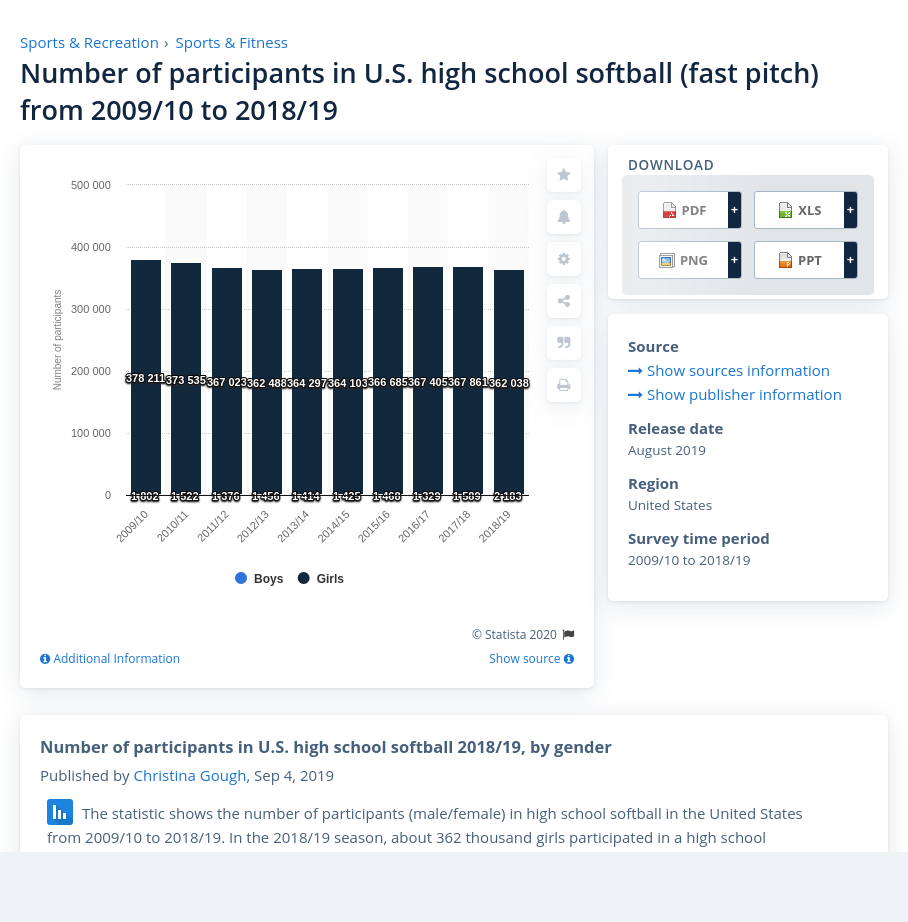 Sports & Recreation › Sports & Fitness
Number of participants in U.S. high school softball (fast pitch)
from 2009/10 to 2018/19
500 000
400 000
300 000
200 000
100 000
0
Number of participants
378 211 373 535 367 023 362 488 364 297 364 103 366 685 367 405 367 861 362 038
1 802 1 522 1 376 1 456 1 414 1 425 1 468 1 329 1 589 2 183
2009/10 2010/11 2011/12 2012/13 2013/14 2014/15 2015/16 2016/17 2017/18 2018/19
Boys Girls
© Statista 2020
Additional Information Show source
DOWNLOAD
PDF + XLS +
PNG + PPT +
Source
Show sources information
Show publisher information
Release date
August 2019
Region
United States
Survey time period
2009/10 to 2018/19
Number of participants in U.S. high school softball 2018/19, by gender
Published by Christina Gough, Sep 4, 2019
The statistic shows the number of participants (male/female) in high school softball in the United States
from 2009/10 to 2018/19. In the 2018/19 season, about 362 thousand girls participated in a high school